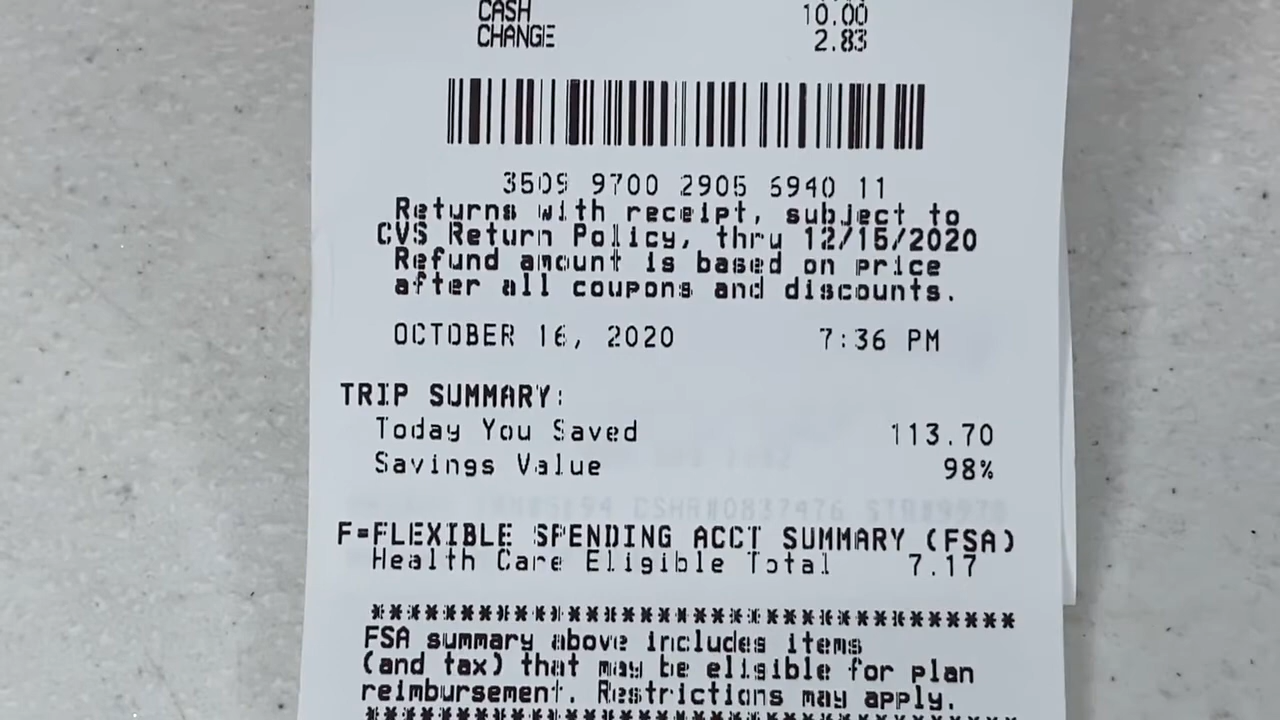 CASH 10.00
CHANGE 2.83
3509 9700 2905 6940 11
Returns with receipt, subject to
CVS Return Policy, thru 12/15/2020
Refund amount is based on price
after all coupons and discounts.
OCTOBER 16, 2020 7:36 PM
TRIP SUMMARY:
Today You Saved 113.70
Savings Value 98%
F=FLEXIBLE SPENDING ACCT SUMMARY (FSA)
Health Care Eligible Total 7.17
**************************************
FSA summary above includes items
(and tax) that may be eligible for plan
reimbursement. Restrictions may apply.
**************************************